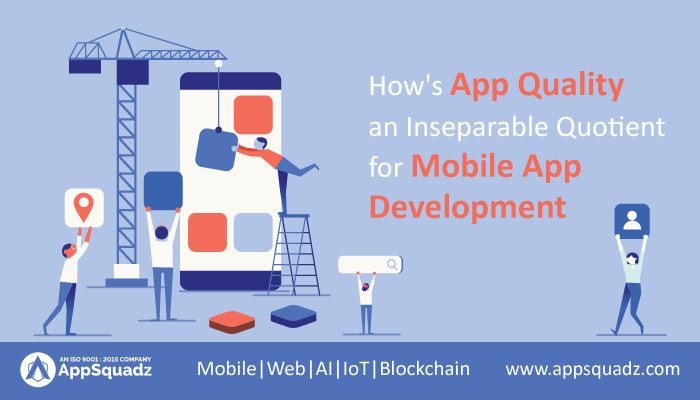 How's App Quality
an Inseparable Quotient
for Mobile App
Development
AN ISO 9001 : 2015 COMPANY
AppSquadz
Mobile|Web|AI|IoT|Blockchain
www.appsquadz.com